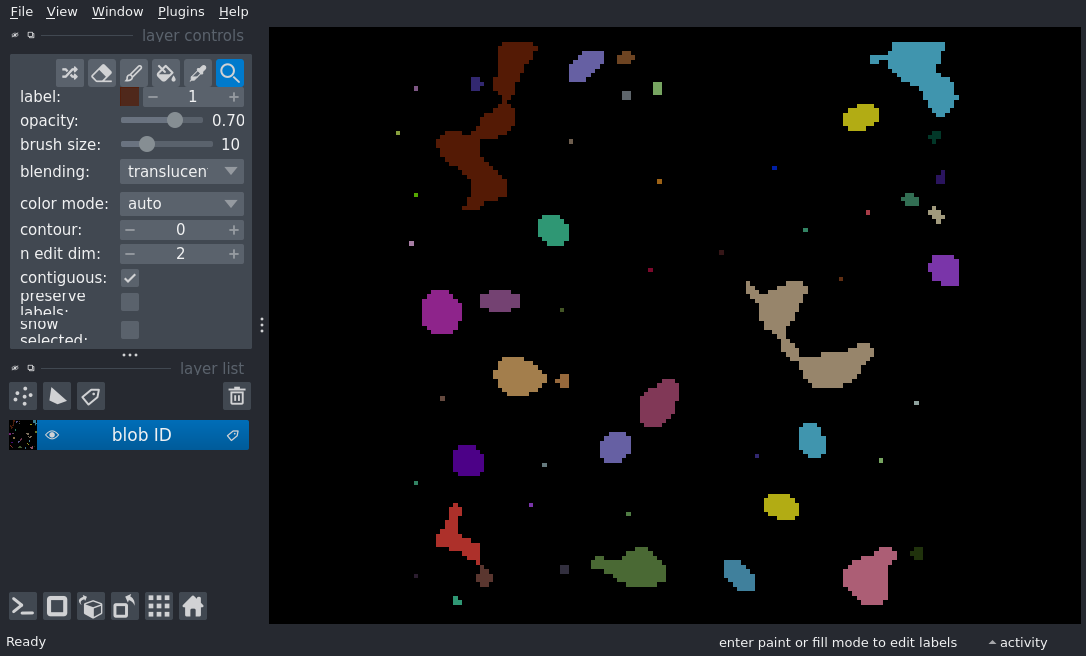 File View Window Plugins Help
layer controls
label: 1
opacity: 0.70
brush size: 10
blending: translucen
color mode: auto
contour: 0
n edit dim: 2
contiguous:
preserve
labels:
show
selected:
layer list
blob ID
Ready
enter paint or fill mode to edit labels
activity